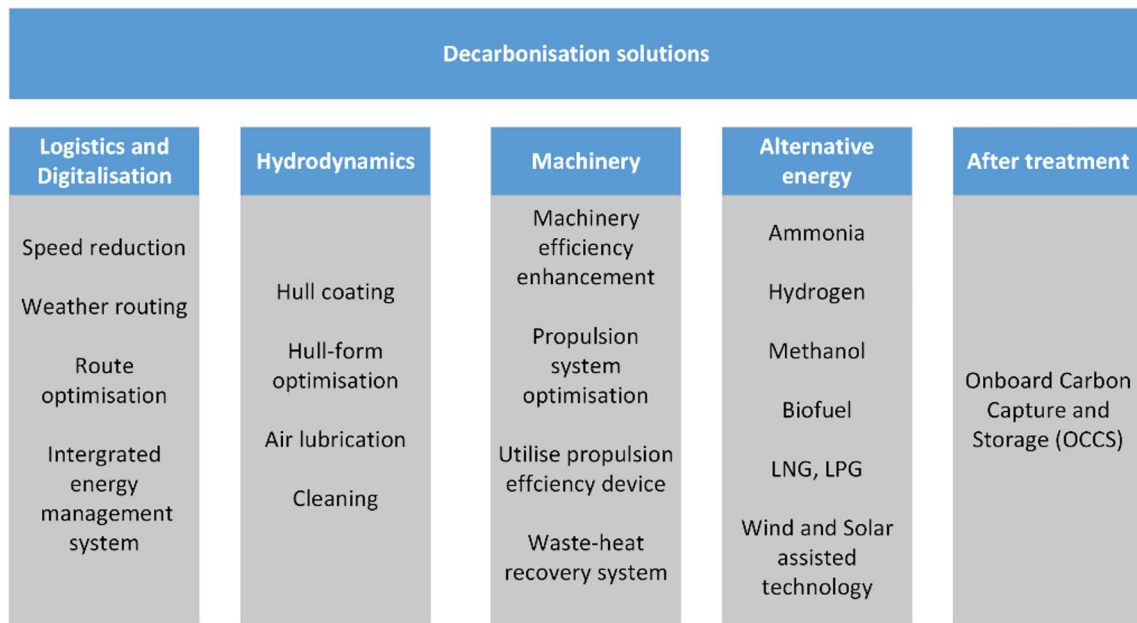 Decarbonisation solutions
Logistics and
Digitalisation
Speed reduction
Weather routing
Route
optimisation
Intergrated
energy
management
system
Hydrodynamics
Hull coating
Hull-form
optimisation
Air lubrication
Cleaning
Machinery
Machinery
efficiency
enhancement
Propulsion
system
optimisation
Utilise propulsion
effciency device
Waste-heat
recovery system
Alternative
energy
Ammonia
Hydrogen
Methanol
Biofuel
LNG, LPG
Wind and Solar
assisted
technology
After treatment
Onboard Carbon
Capture and
Storage (OCCS)